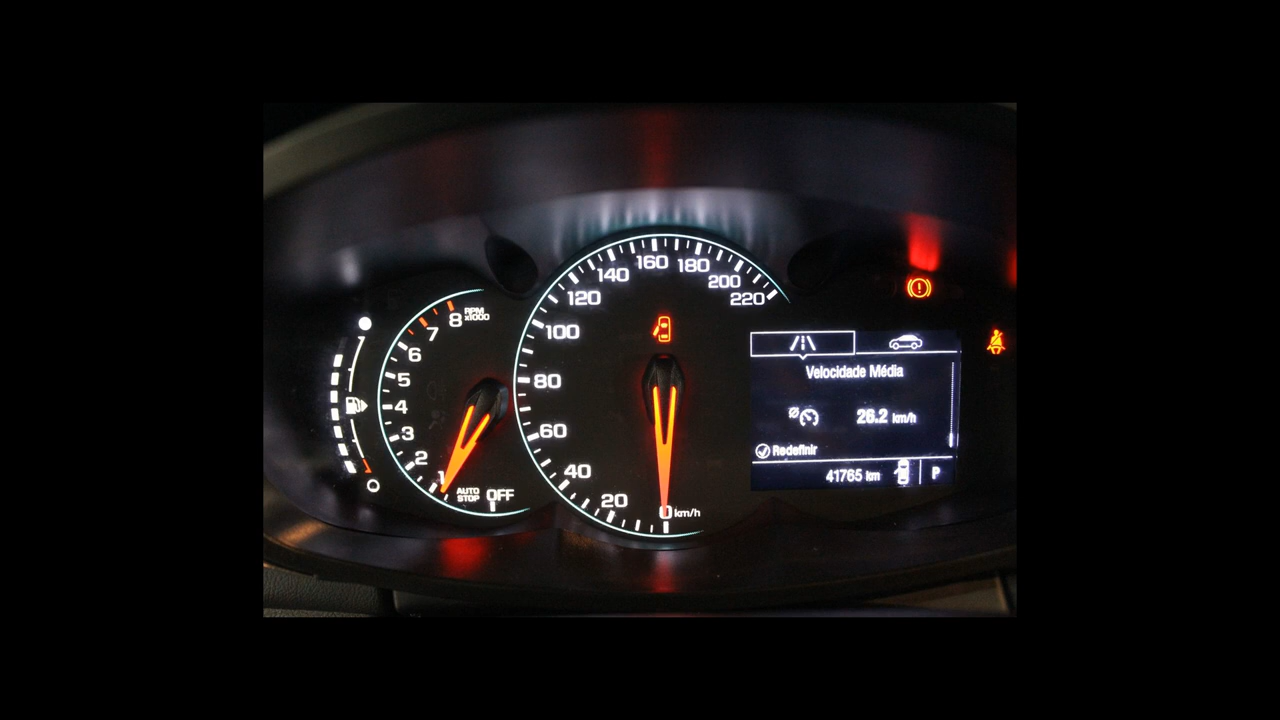 8 RPM x1000
7
6
5
4
3
2
1
AUTO STOP OFF
220
200
180
160
140
120
100
80
60
40
20
0 km/h
Velocidade Média
26.2 km/h
Redefinir
41765 km P